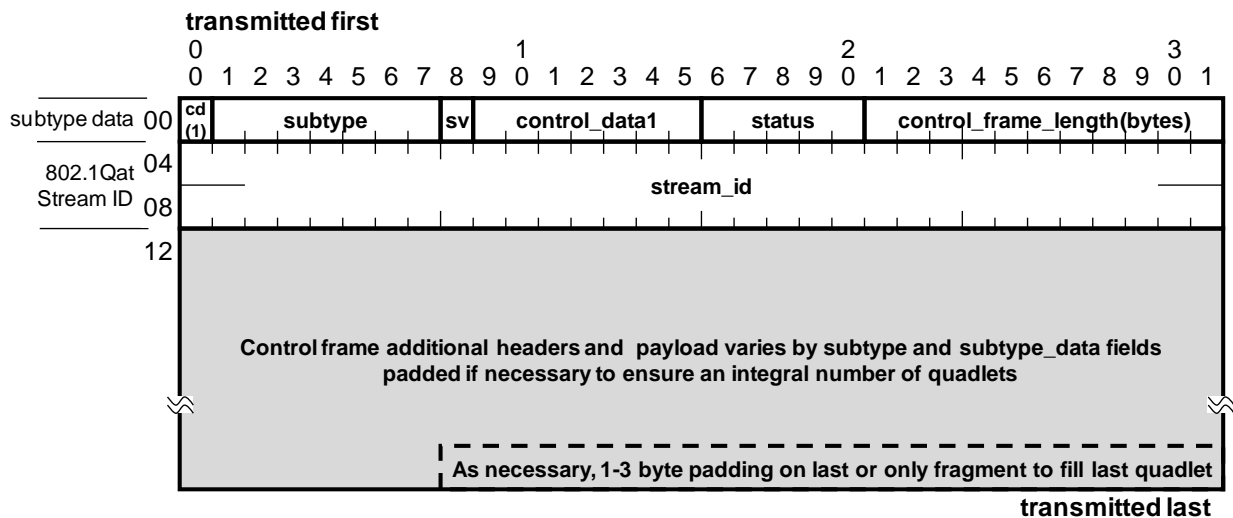 transmitted first
0 1 2 3
0 1 2 3 4 5 6 7 8 9 0 1 2 3 4 5 6 7 8 9 0 1 2 3 4 5 6 7 8 9 0 1
subtype data 00 cd (1) subtype sv control_data1 status control_frame_length(bytes)
802.1Qat Stream ID 04 08 stream_id
12
Control frame additional headers and payload varies by subtype and subtype_data fields
padded if necessary to ensure an integral number of quadlets
As necessary, 1-3 byte padding on last or only fragment to fill last quadlet
transmitted last